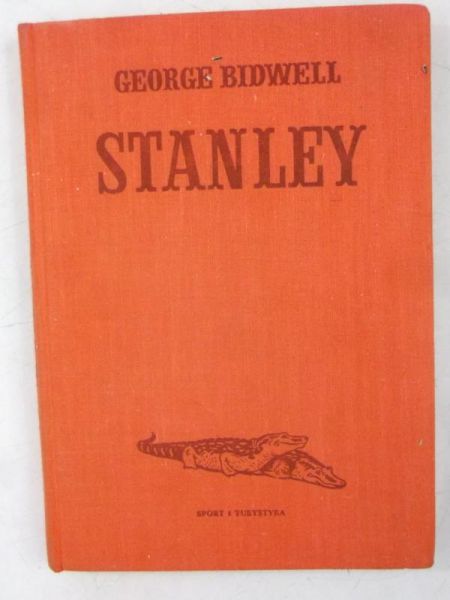 GEORGE BIDWELL
STANLEY
SPORT I TURYSTYKA